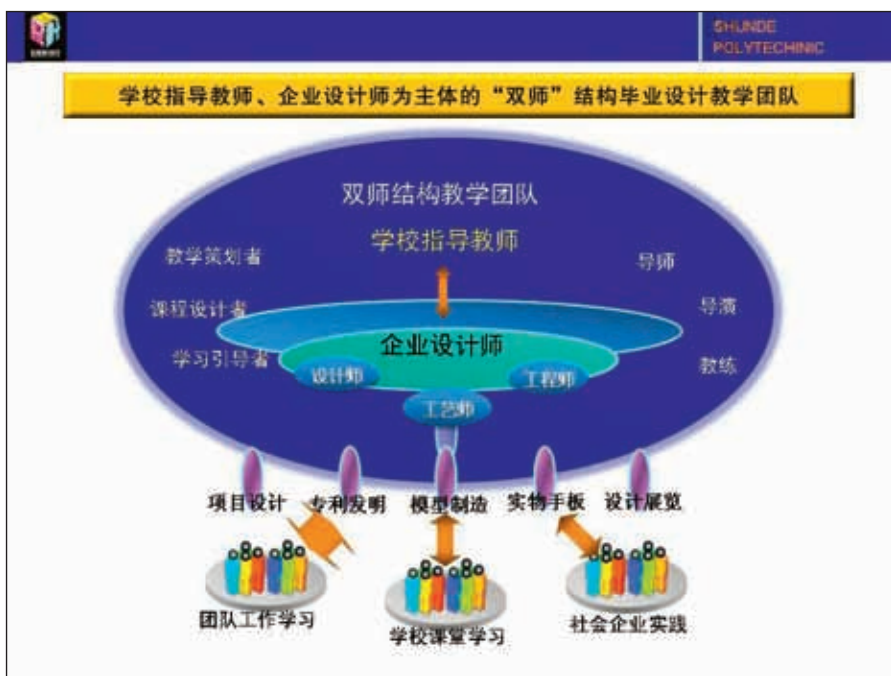 SHUNDE
POLYTECHINIC
学校指导教师、企业设计师为主体的“双师”结构毕业设计教学团队
双师结构教学团队
学校指导教师
教学策划者
导师
课程设计者
导演
企业设计师
学习引导者
教练
设计师
工程师
工艺师
项目设计
专利发明
模型制造
实物手板
设计展览
团队工作学习
学校课堂学习
社会企业实践